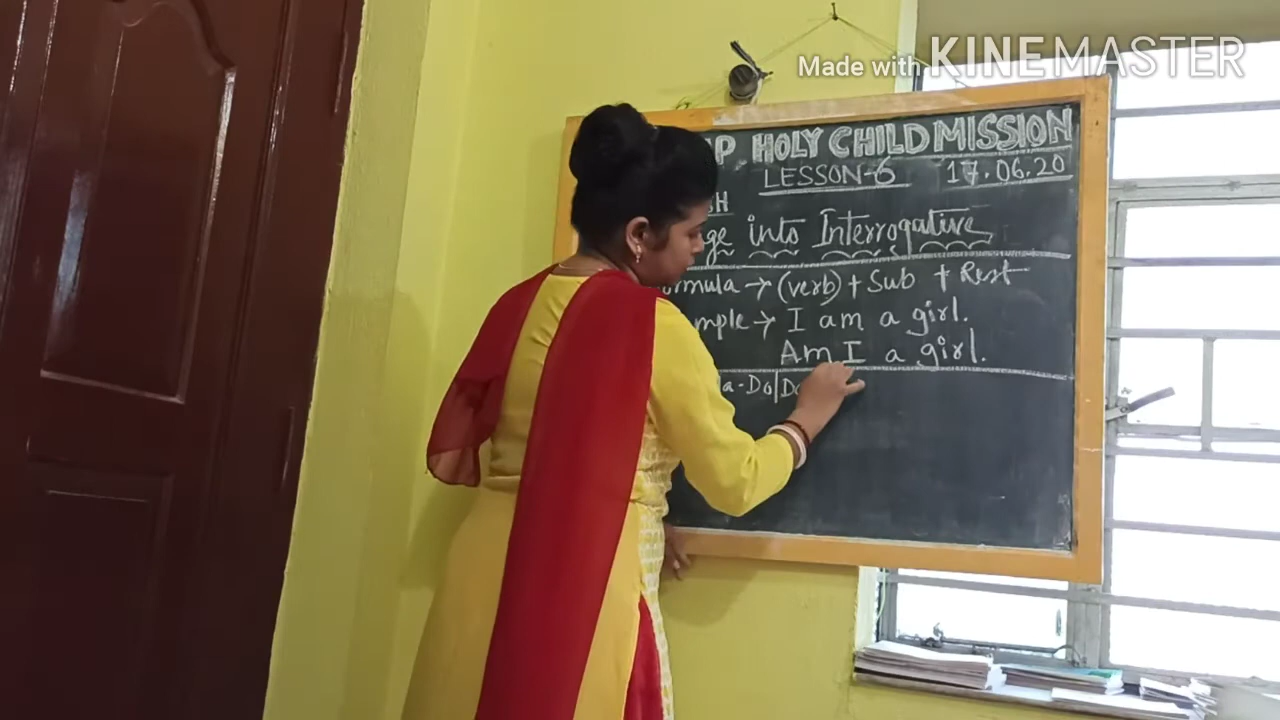 Made with KINEMASTER
HOLY CHILD MISSION
LESSON-6 17.06.20
into Interrogative
→ (verb) + Sub + Rest
→ I am a girl.
Am I a girl.
Do